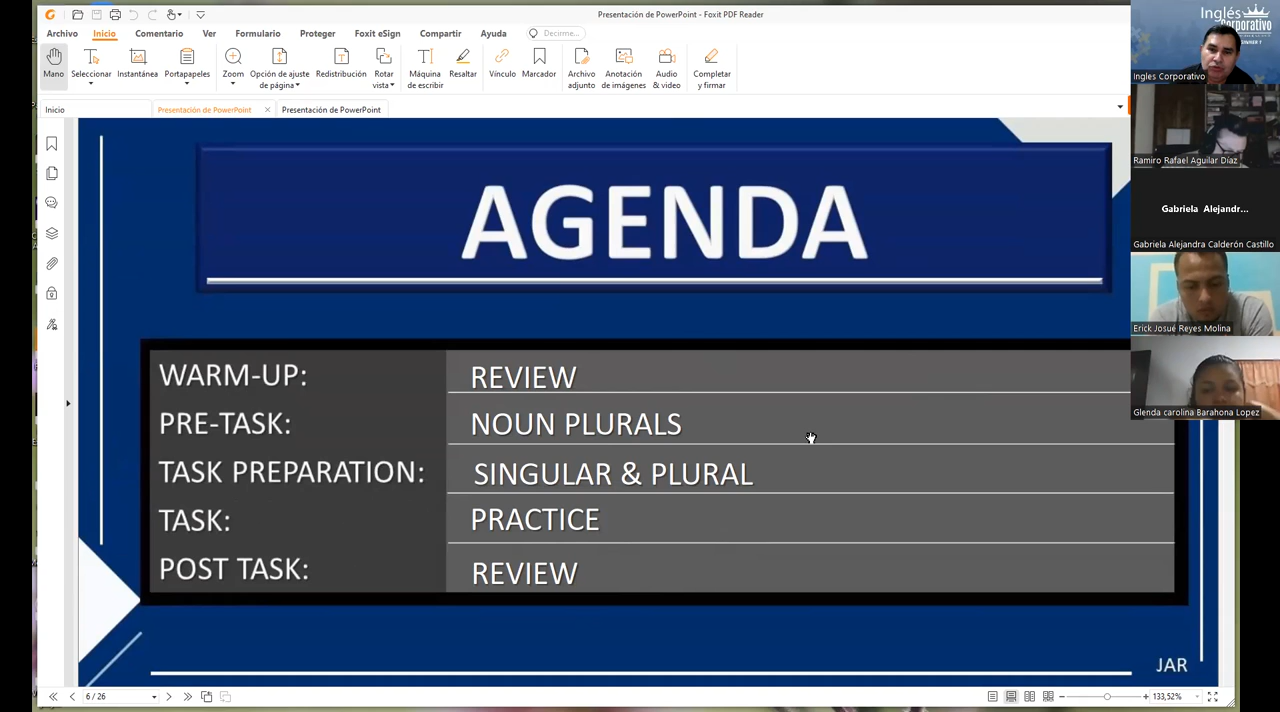 Presentación de PowerPoint - Foxit PDF Reader
Archivo Inicio Comentario Ver Formulario Proteger Foxit eSign Compartir Ayuda Decirme...
Mano Seleccionar Instantánea Portapapeles Zoom Opción de ajuste de página Redistribución Rotar vista Máquina de escribir Resaltar Vínculo Marcador Archivo adjunto Anotación de imágenes Audio & video Completar y firmar
Inicio Presentación de PowerPoint Presentación de PowerPoint
AGENDA
WARM-UP: REVIEW
PRE-TASK: NOUN PLURALS
TASK PREPARATION: SINGULAR & PLURAL
TASK: PRACTICE
POST TASK: REVIEW
JAR
6 / 26
133,52%
Inglés
Corporativo
Ingles Corporativo
Ramiro Rafael Aguilar Díaz
Gabriela Alejandr...
Gabriela Alejandra Calderón Castillo
Erick Josué Reyes Molina
Glenda carolina Barahona Lopez